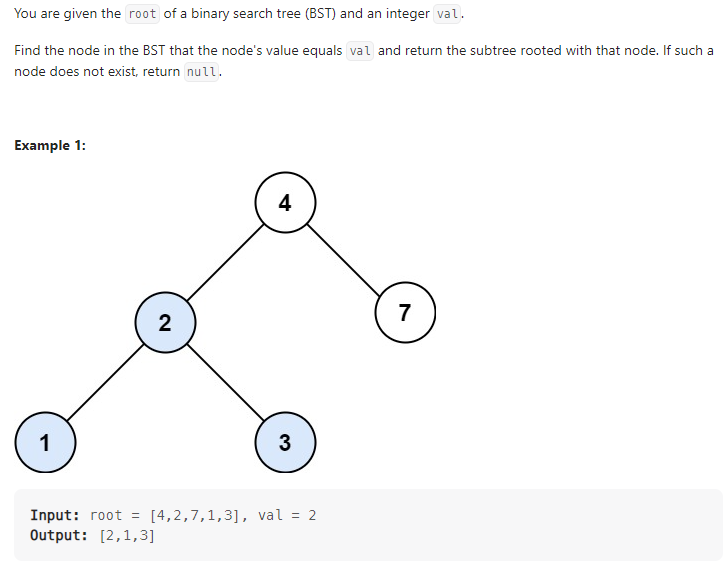 You are given the root of a binary search tree (BST) and an integer val.
Find the node in the BST that the node's value equals val and return the subtree rooted with that node. If such a
node does not exist, return null.
Example 1:
4
2
7
1
3
Input: root = [4,2,7,1,3], val = 2
Output: [2,1,3]